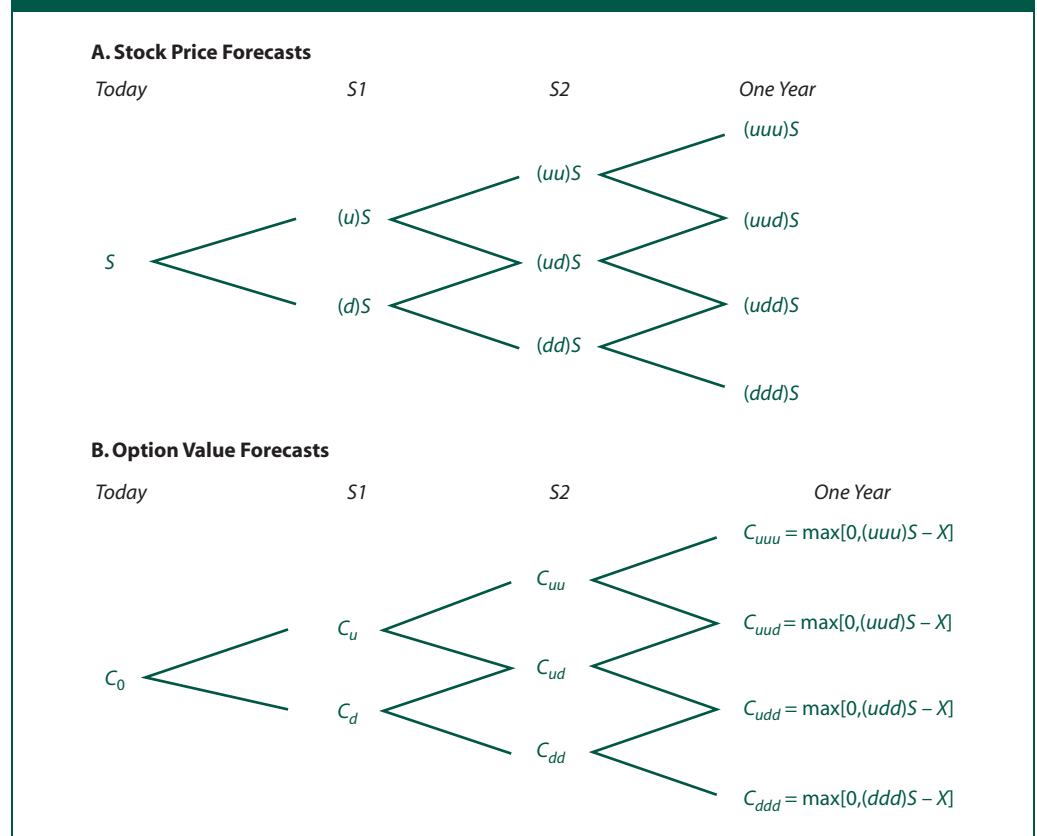 A. Stock Price Forecasts
Today S1 S2 One Year
(uuu)S
(uu)S
(u)S (uud)S
S (ud)S
(d)S (udd)S
(dd)S
(ddd)S
B. Option Value Forecasts
Today S1 S2 One Year
Cuuu = max[0,(uuu)S – X]
Cuu
Cu Cuud = max[0,(uud)S – X]
C0 Cud
Cd Cudd = max[0,(udd)S – X]
Cdd
Cddd = max[0,(ddd)S – X]